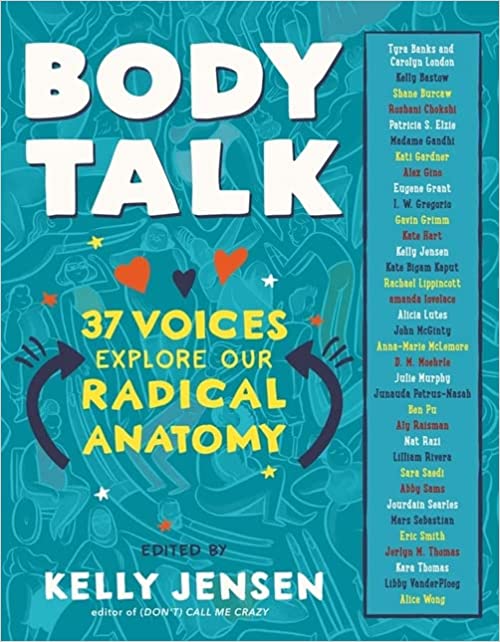 BODY
TALK
37 VOICES
EXPLORE OUR
RADICAL
ANATOMY
EDITED BY
KELLY JENSEN
editor of (DON'T) CALL ME CRAZY
Tyra Banks and
Carolyn London
Kelly Bastow
Shane Burcaw
Roshani Chokshi
Patricia S. Elzie
Madame Gandhi
Kati Gardner
Alex Gino
Eugene Grant
I. W. Gregorio
Gavin Grimm
Kate Hart
Kelly Jensen
Kate Bigam Kaput
Rachael Lippincott
amanda lovelace
Alicia Lutes
John McGinty
Anna-Marie McLemore
D. M. Moehrle
Julie Murphy
Junauda Petrus-Nasah
Ben Pu
Aly Raisman
Nat Razi
Lilliam Rivera
Sara Saedi
Abby Sams
Jourdain Searles
Mars Sebastian
Eric Smith
Jerlyn M. Thomas
Kara Thomas
Libby VanderPloeg
Alice Wong